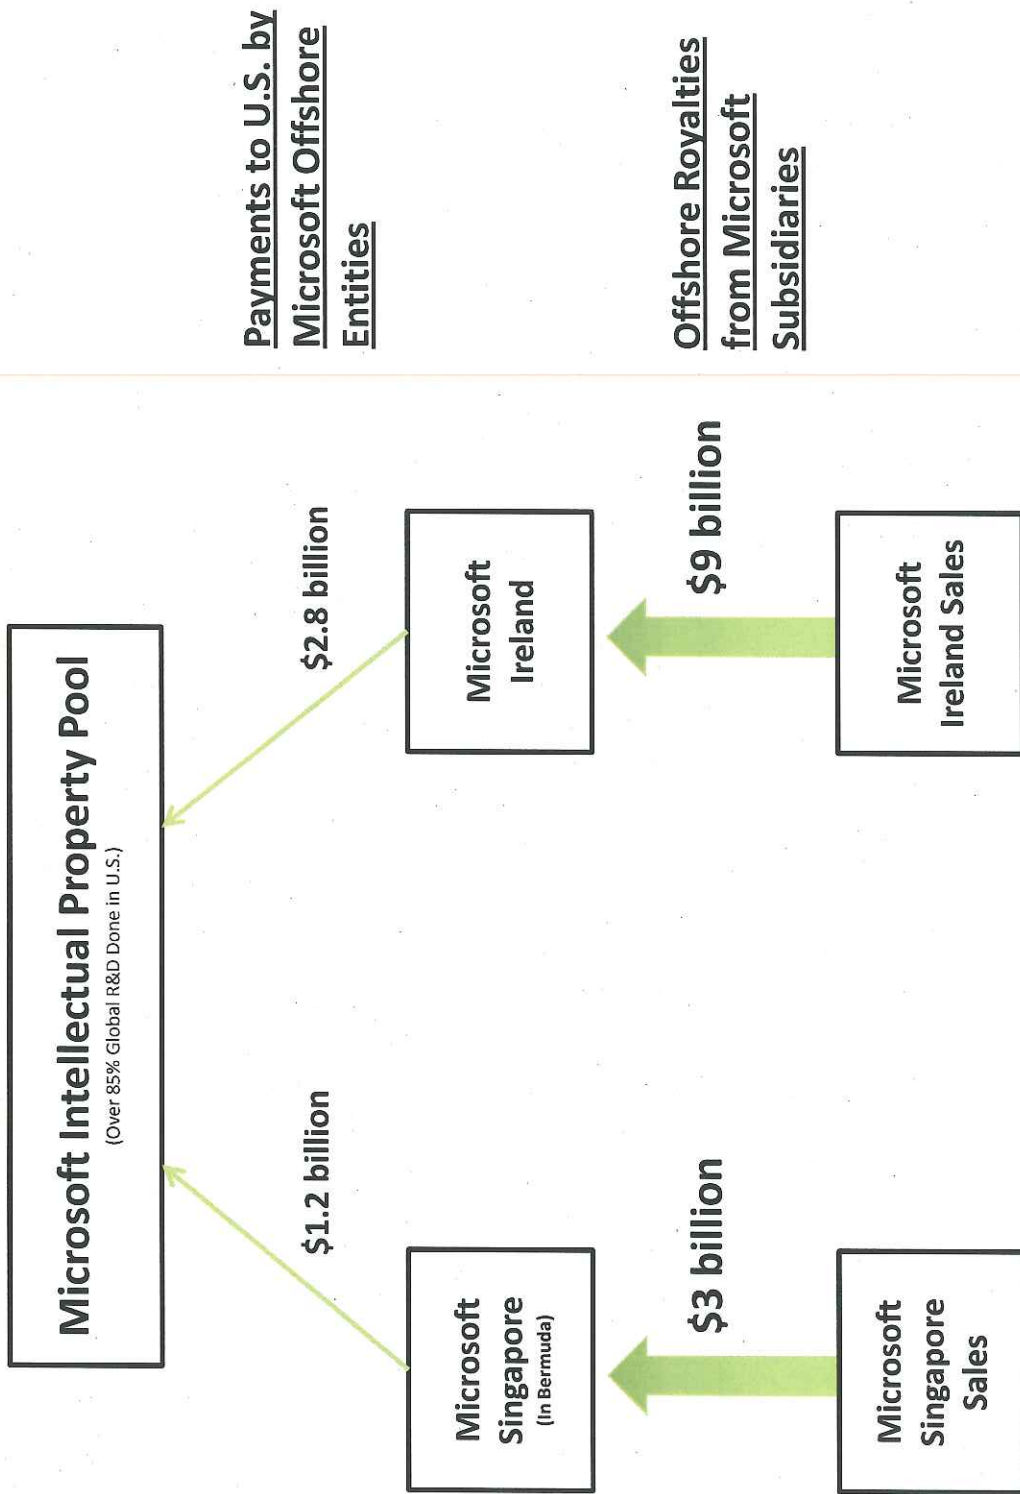 Microsoft Intellectual Property Pool
(Over 85% Global R&D Done in U.S.)
$1.2 billion
$2.8 billion
Payments to U.S. by
Microsoft Offshore
Entities
Microsoft
Singapore
(In Bermuda)
Microsoft
Ireland
$3 billion
$9 billion
Offshore Royalties
from Microsoft
Subsidiaries
Microsoft
Singapore
Sales
Microsoft
Ireland Sales